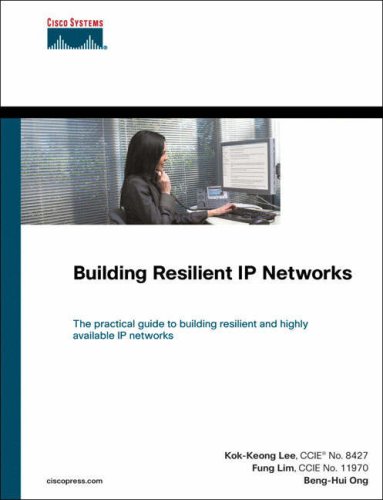 CISCO SYSTEMS
®
Building Resilient IP Networks
The practical guide to building resilient and highly
available IP networks
Kok-Keong Lee, CCIE® No. 8427
Fung Lim, CCIE No. 11970
ciscopress.com
Beng-Hui Ong